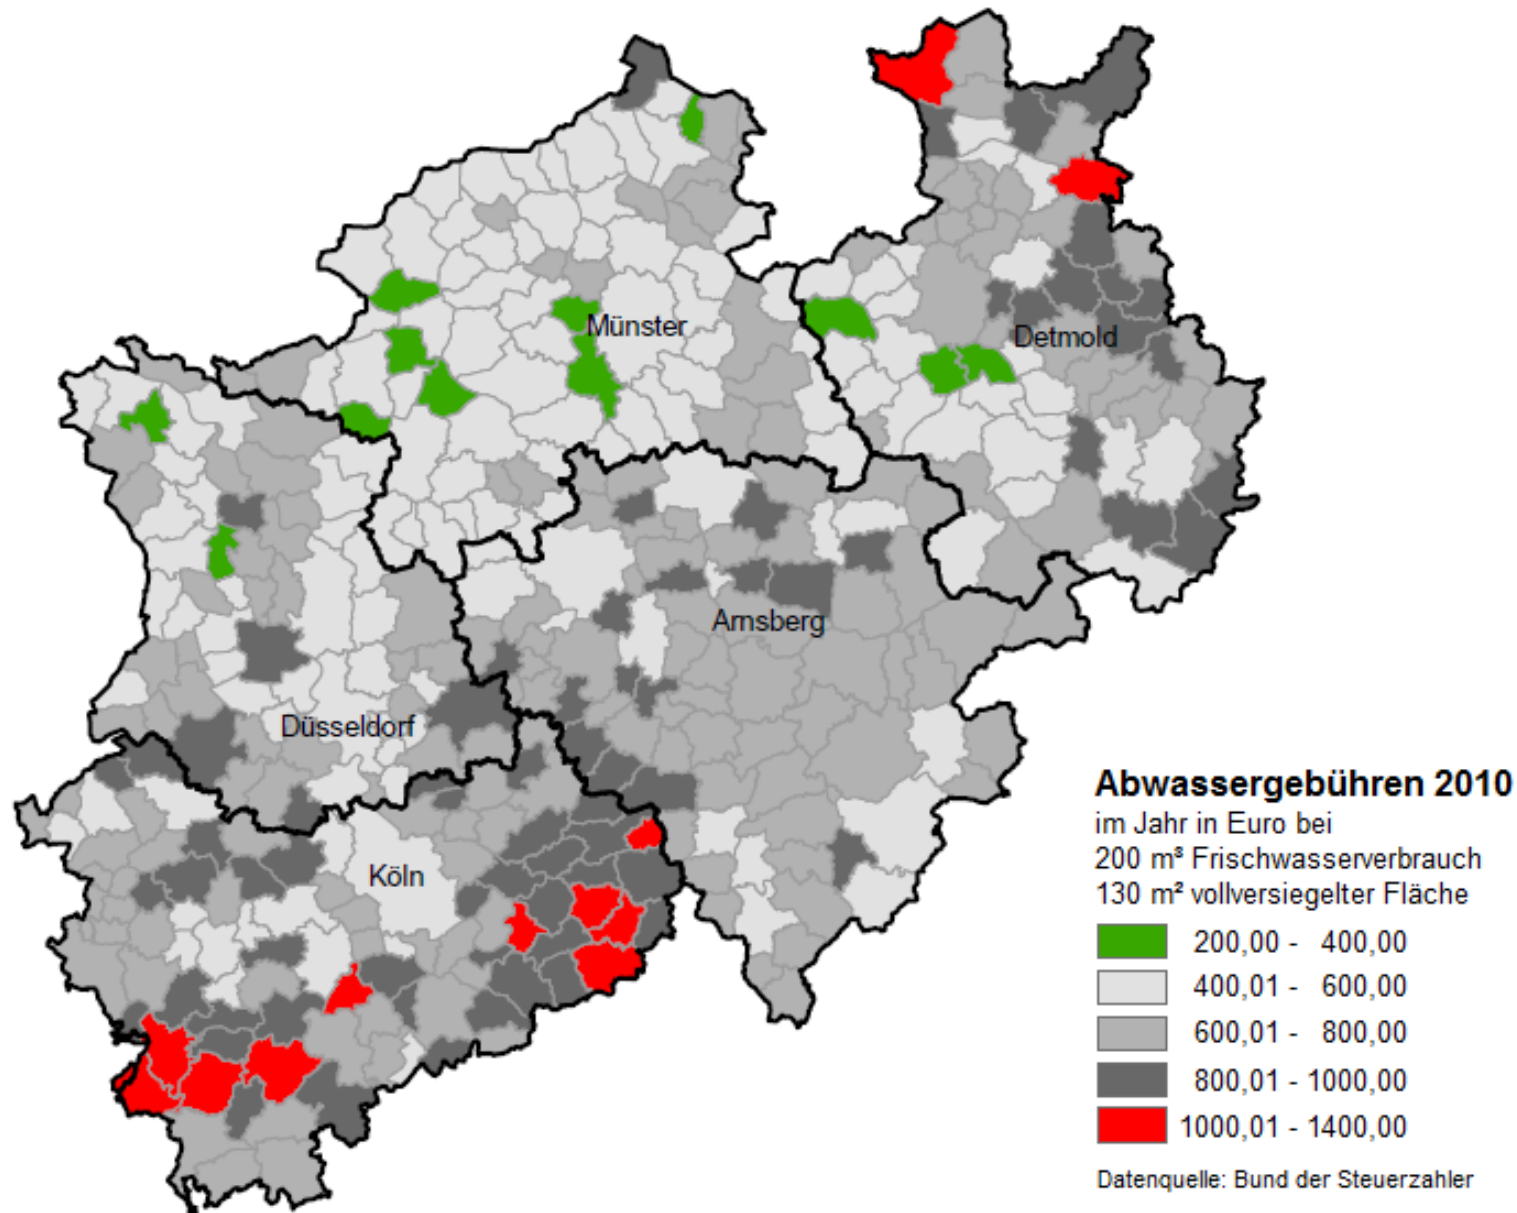 Münster
Detmold
Arnsberg
Düsseldorf
Köln
Abwassergebühren 2010
im Jahr in Euro bei
200 m³ Frischwasserverbrauch
130 m² vollversiegelter Fläche
200,00 - 400,00
400,01 - 600,00
600,01 - 800,00
800,01 - 1000,00
1000,01 - 1400,00
Datenquelle: Bund der Steuerzahler